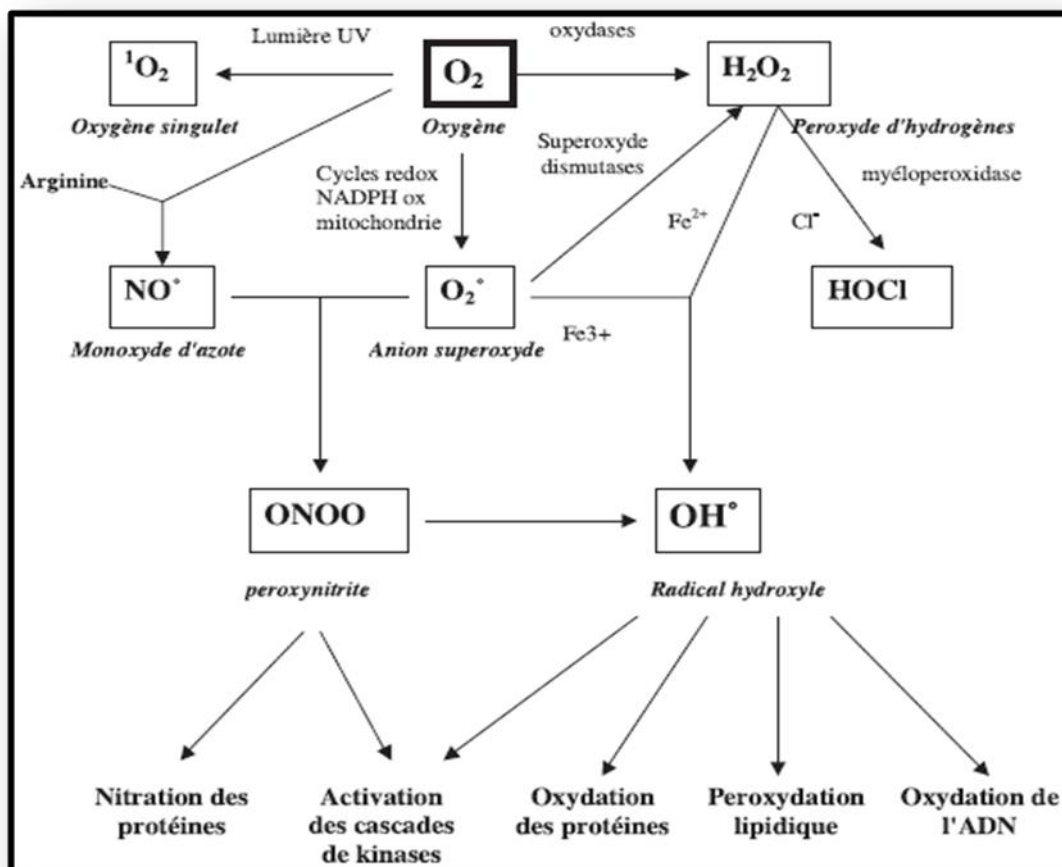 Lumière UV
oxydases
¹O₂
O₂
H₂O₂
Oxygène singulet
Oxygène
Peroxyde d'hydrogènes
Arginine
Cycles redox
NADPH ox
mitochondrie
Superoxyde
dismutases
myéloperoxidase
Fe²⁺
Cl⁻
NO°
O₂°
HOCl
Monoxyde d'azote
Anion superoxyde
Fe3+
ONOO
OH°
peroxynitrite
Radical hydroxyle
Nitration des
protéines
Activation
des cascades
de kinases
Oxydation
des protéines
Peroxydation
lipidique
Oxydation de
l'ADN